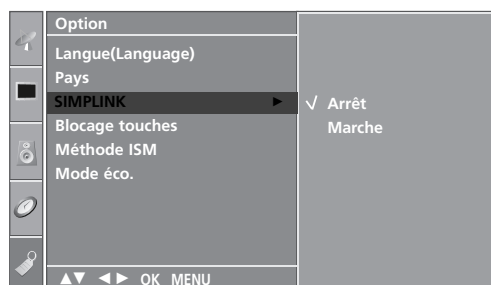 Option
Langue(Language)
Pays
SIMPLINK ►
√ Arrêt
Blocage touches
Marche
Méthode ISM
Mode éco.
▲▼ ◄► OK MENU